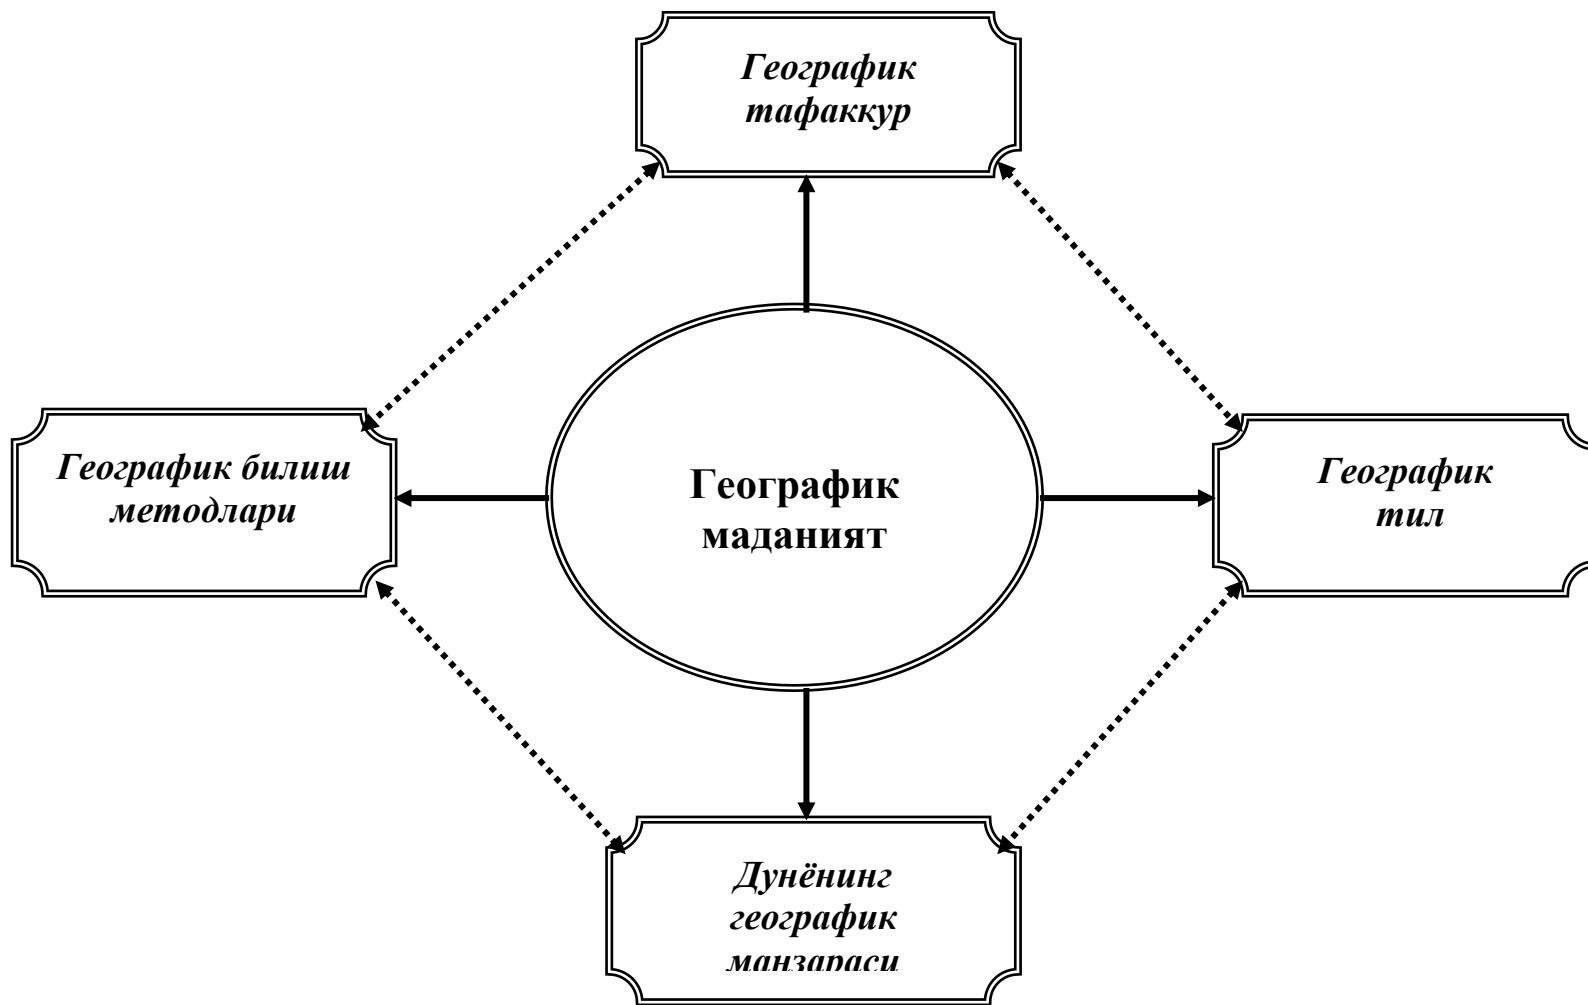 Географик
тафаккур
Географик билиш
методлари
Географик
маданият
Географик
тил
Дунёнинг
географик
манзараси